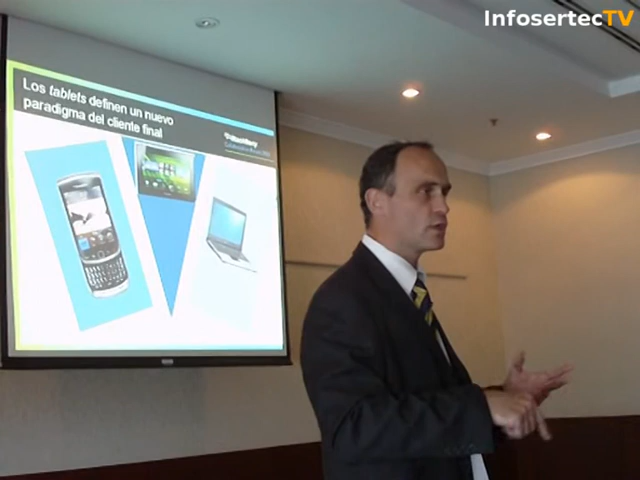 InfosertecTV
Los tablets definen un nuevo
paradigma del cliente final
BlackBerry